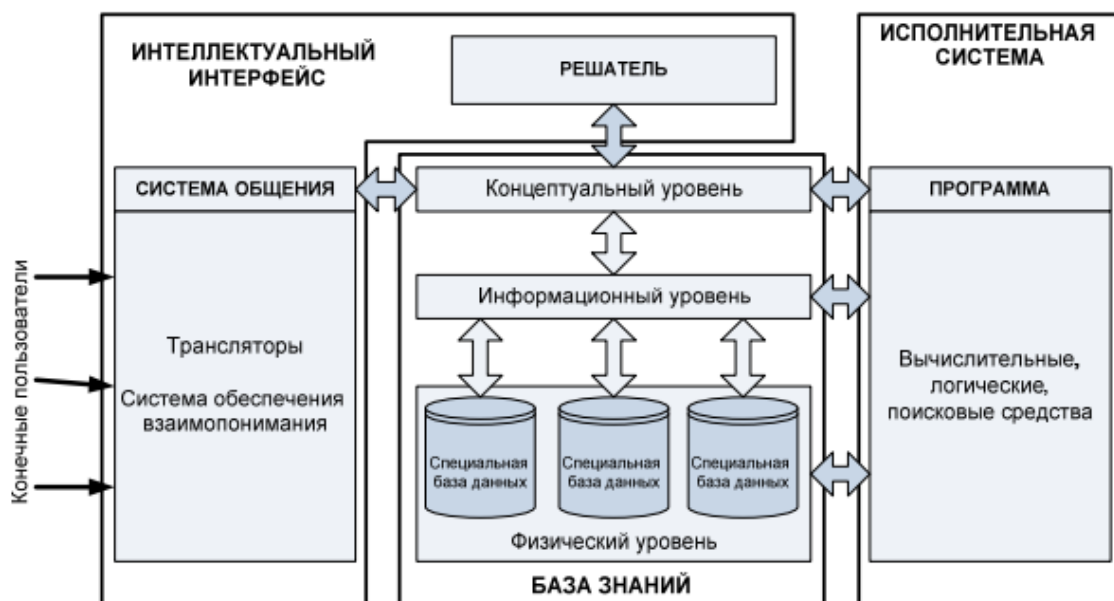 ИНТЕЛЛЕКТУАЛЬНЫЙ
ИНТЕРФЕЙС
РЕШАТЕЛЬ
ИСПОЛНИТЕЛЬНАЯ
СИСТЕМА
СИСТЕМА ОБЩЕНИЯ
Концептуальный уровень
ПРОГРАММА
Конечные пользователи
Информационный уровень
Трансляторы
Система обеспечения
взаимопонимания
Вычислительные,
логические,
поисковые средства
Специальная
база данных
Специальная
база данных
Специальная
база данных
Физический уровень
БАЗА ЗНАНИЙ